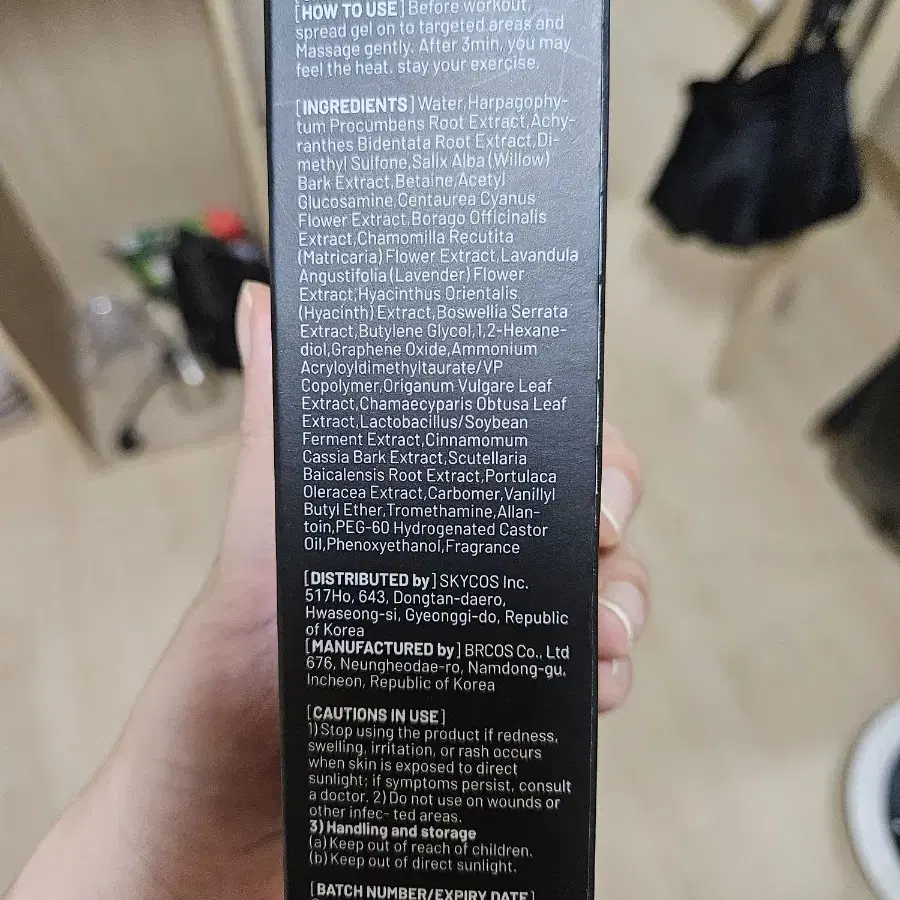 [HOW TO USE] Before workout,
spread gel on to targeted areas and
Massage gently. After 3min, you may
feel the heat. stay your exercise.
[INGREDIENTS] Water,Harpagophy-
tum Procumbens Root Extract,Achy-
ranthes Bidentata Root Extract,Di-
methyl Sulfone,Salix Alba (Willow)
Bark Extract,Betaine,Acetyl
Glucosamine,Centaurea Cyanus
Flower Extract,Borago Officinalis
Extract,Chamomilla Recutita
(Matricaria) Flower Extract,Lavandula
Angustifolia (Lavender) Flower
Extract,Hyacinthus Orientalis
(Hyacinth) Extract,Boswellia Serrata
Extract,Butylene Glycol,1,2-Hexane-
diol,Graphene Oxide,Ammonium
Acryloyldimethyltaurate/VP
Copolymer,Origanum Vulgare Leaf
Extract,Chamaecyparis Obtusa Leaf
Extract,Lactobacillus/Soybean
Ferment Extract,Cinnamomum
Cassia Bark Extract,Scutellaria
Baicalensis Root Extract,Portulaca
Oleracea Extract,Carbomer,Vanillyl
Butyl Ether,Tromethamine,Allan-
toin,PEG-60 Hydrogenated Castor
Oil,Phenoxyethanol,Fragrance
[DISTRIBUTED by] SKYCOS Inc.
517Ho, 643, Dongtan-daero,
Hwaseong-si, Gyeonggi-do, Republic
of Korea
[MANUFACTURED by] BRCOS Co., Ltd
676, Neungheodae-ro, Namdong-gu,
Incheon, Republic of Korea
[CAUTIONS IN USE]
1) Stop using the product if redness,
swelling, irritation, or rash occurs
when skin is exposed to direct
sunlight; if symptoms persist, consult
a doctor. 2) Do not use on wounds or
other infec- ted areas.
3) Handling and storage
(a) Keep out of reach of children.
(b) Keep out of direct sunlight.
[BATCH NUMBER/EXPIRY DATE]